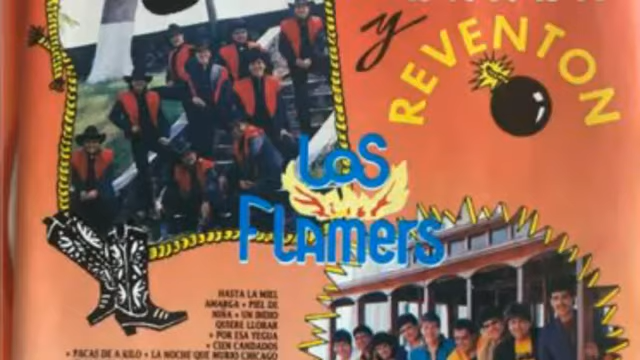 y
REVENTON
Los
Flamers
HASTA LA MIEL
AMARGA • PIEL DE
NIÑA • UN INDIO
QUIERE LLORAR
• POR ESA YEGUA
• CIEN CANDADOS
• PACAS DE A KILO • LA NOCHE QUE MURIO CHICAGO